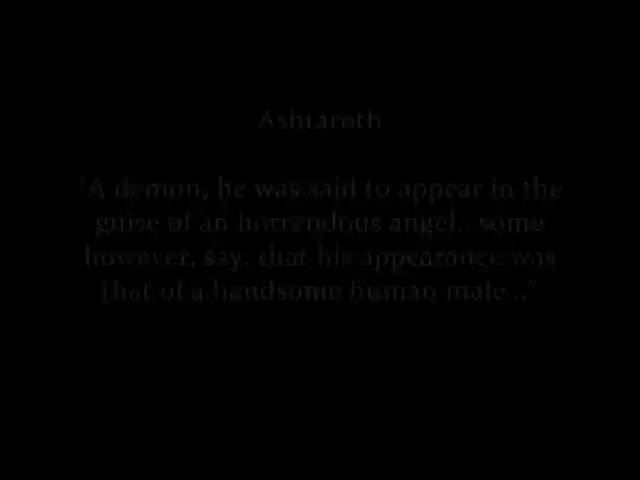 Ashtaroth
"A demon, he was said to appear in the
guise of an horrendous angel...some
however, say, that his appearance was
that of a handsome human male..."